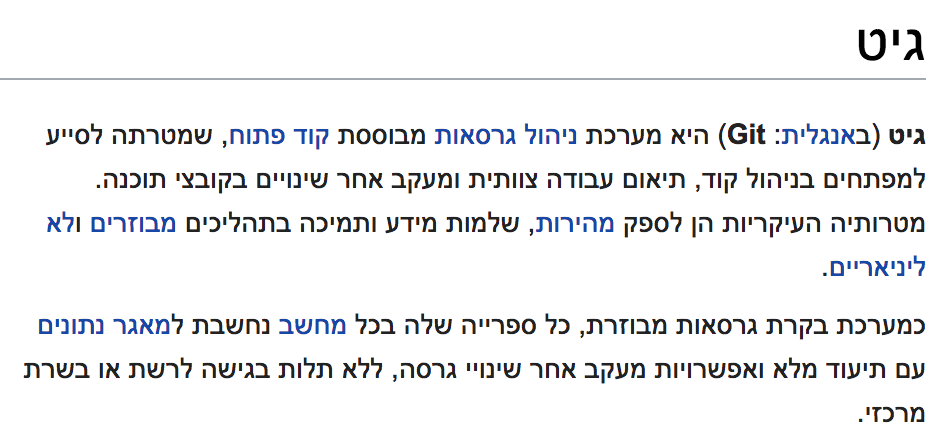 גיט
גיט (באנגלית: Git) היא מערכת ניהול גרסאות מבוססת קוד פתוח, שמטרתה לסייע
למפתחים בניהול קוד, תיאום עבודה צוותית ומעקב אחר שינויים בקובצי תוכנה.
מטרותיה העיקריות הן לספק מהירות, שלמות מידע ותמיכה בתהליכים מבוזרים ולא
ליניאריים.
כמערכת בקרת גרסאות מבוזרת, כל ספרייה שלה בכל מחשב נחשבת למאגר נתונים
עם תיעוד מלא ואפשרויות מעקב אחר שינויי גרסה, ללא תלות בגישה לרשת או בשרת
מרכזי.